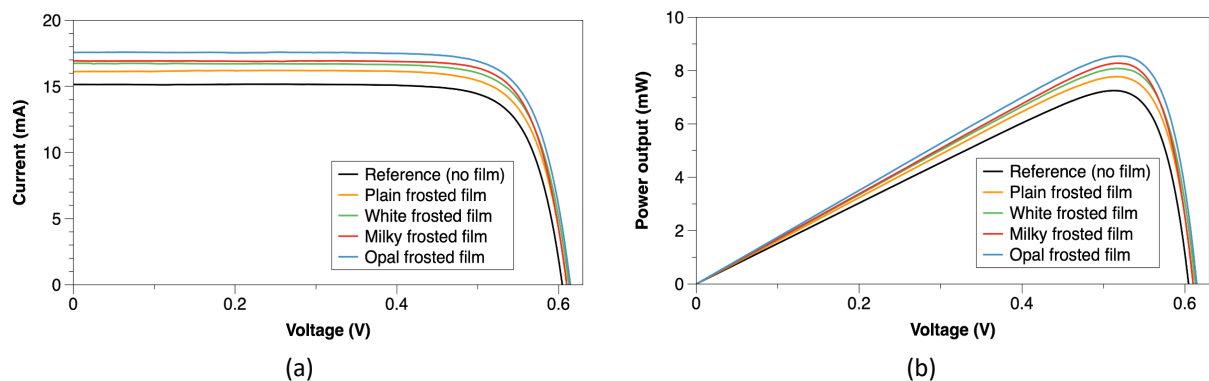 20
15
10
5
0
Current (mA)
Reference (no film)
Plain frosted film
White frosted film
Milky frosted film
Opal frosted film
0
0.2
0.4
0.6
Voltage (V)
(a)
10
8
6
4
2
0
Power output (mW)
Reference (no film)
Plain frosted film
White frosted film
Milky frosted film
Opal frosted film
0
0.2
0.4
0.6
Voltage (V)
(b)